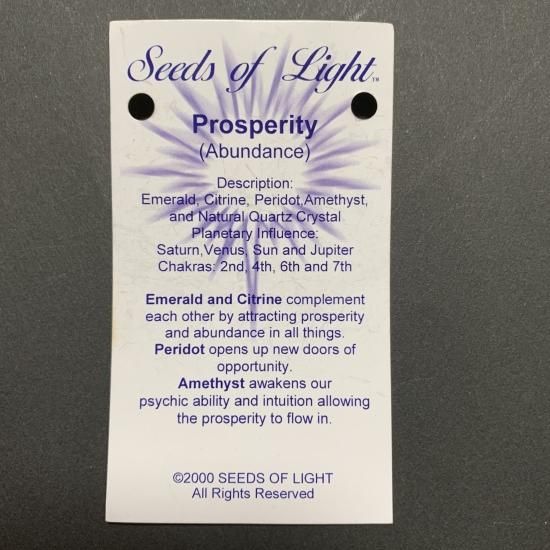 Seeds of Light™
Prosperity
(Abundance)
Description:
Emerald, Citrine, Peridot,Amethyst,
and Natural Quartz Crystal
Planetary Influence:
Saturn,Venus, Sun and Jupiter
Chakras: 2nd, 4th, 6th and 7th
Emerald and Citrine complement
each other by attracting prosperity
and abundance in all things.
Peridot opens up new doors of
opportunity.
Amethyst awakens our
psychic ability and intuition allowing
the prosperity to flow in.
©2000 SEEDS OF LIGHT
All Rights Reserved